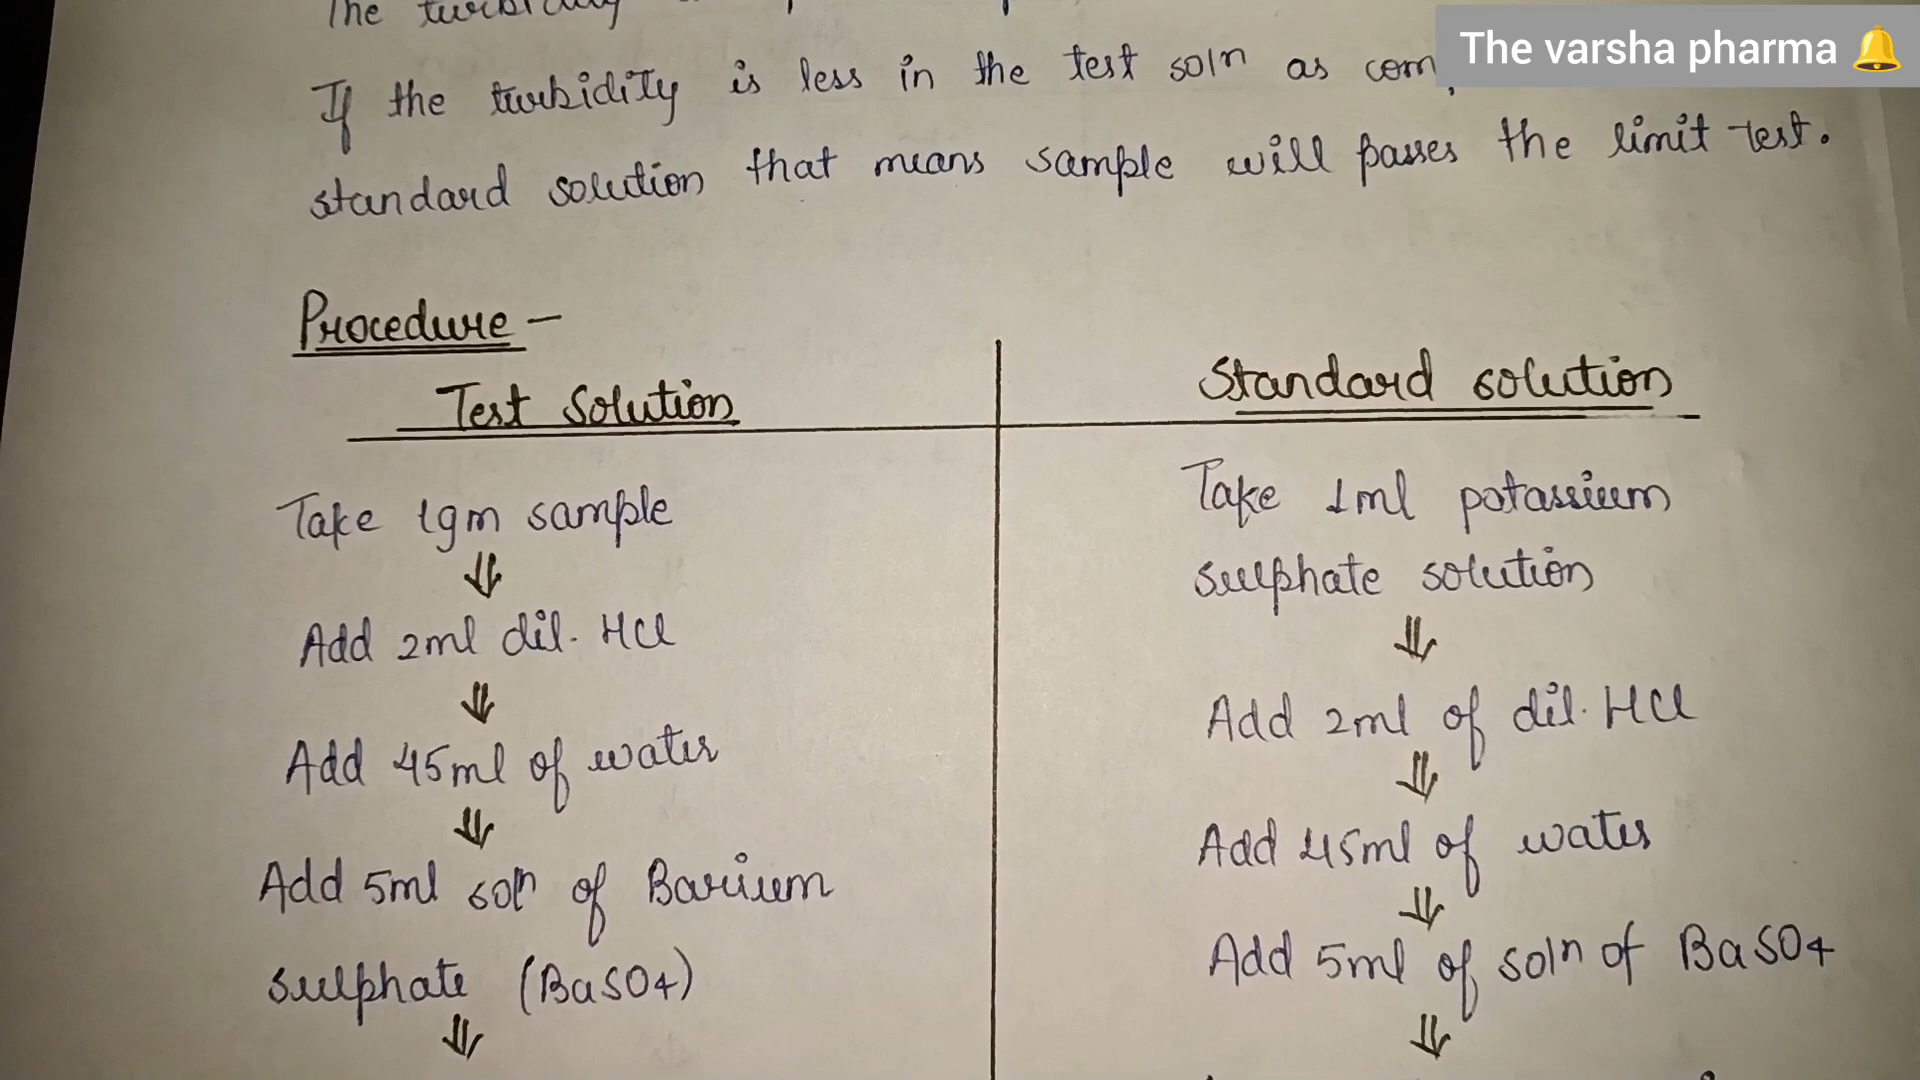 The turbidity
The varsha pharma 🔔
If the turbidity is less in the test soln as com
standard solution that means sample will passes the limit test.
Procedure -
Test Solution
Standard solution
Take 1gm sample
⇓
Add 2ml dil. HCl
⇓
Add 45ml of water
⇓
Add 5ml soln of Barium
sulphate (BaSO4)
⇓
Take 1ml potassium
sulphate solution
⇓
Add 2ml of dil. HCl
⇓
Add 45ml of water
⇓
Add 5ml of soln of BaSO4
⇓